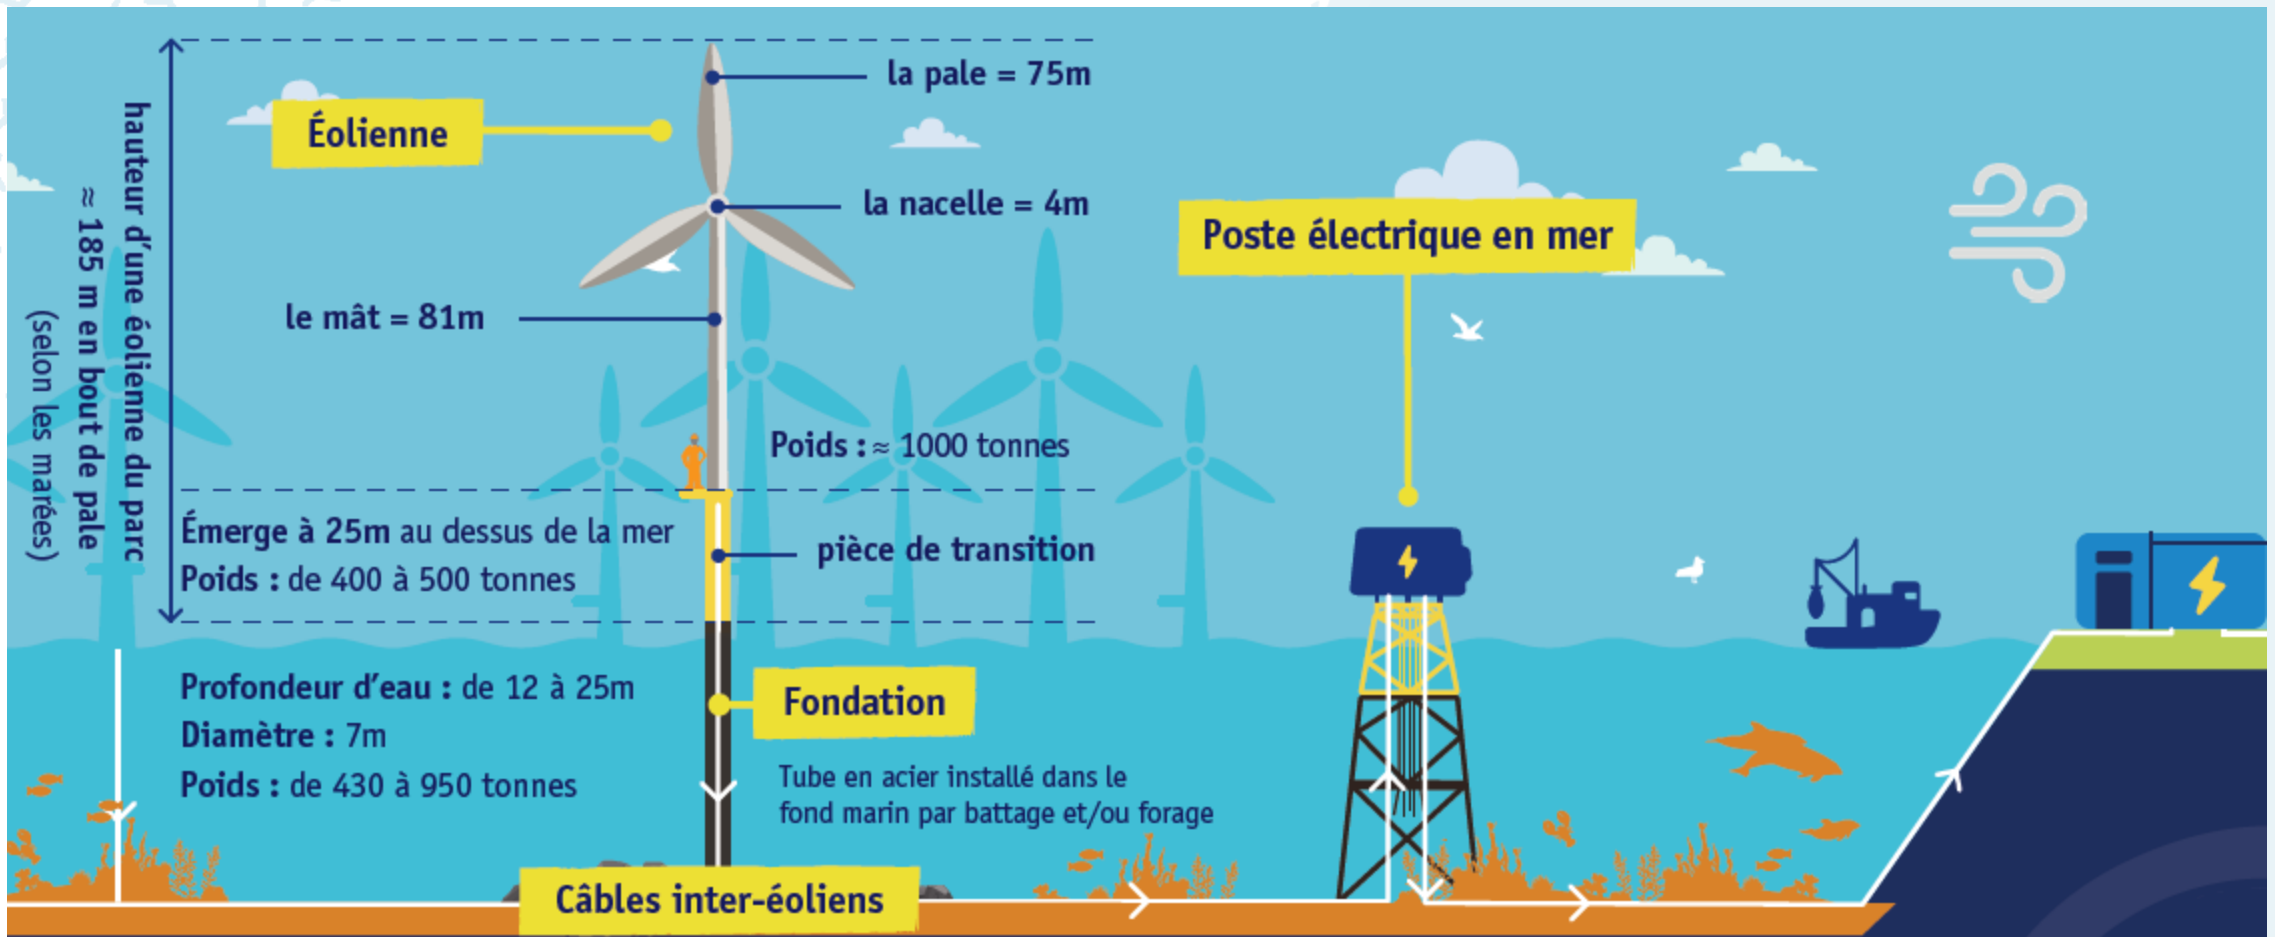 hauteur d'une éolienne du parc
≈ 185 m en bout de pale
(selon les marées)
Éolienne
la pale = 75m
la nacelle = 4m
le mât = 81m
Poids : ≈ 1000 tonnes
Émerge à 25m au dessus de la mer
Poids : de 400 à 500 tonnes
pièce de transition
Profondeur d'eau : de 12 à 25m
Diamètre : 7m
Poids : de 430 à 950 tonnes
Fondation
Tube en acier installé dans le
fond marin par battage et/ou forage
Câbles inter-éoliens
Poste électrique en mer